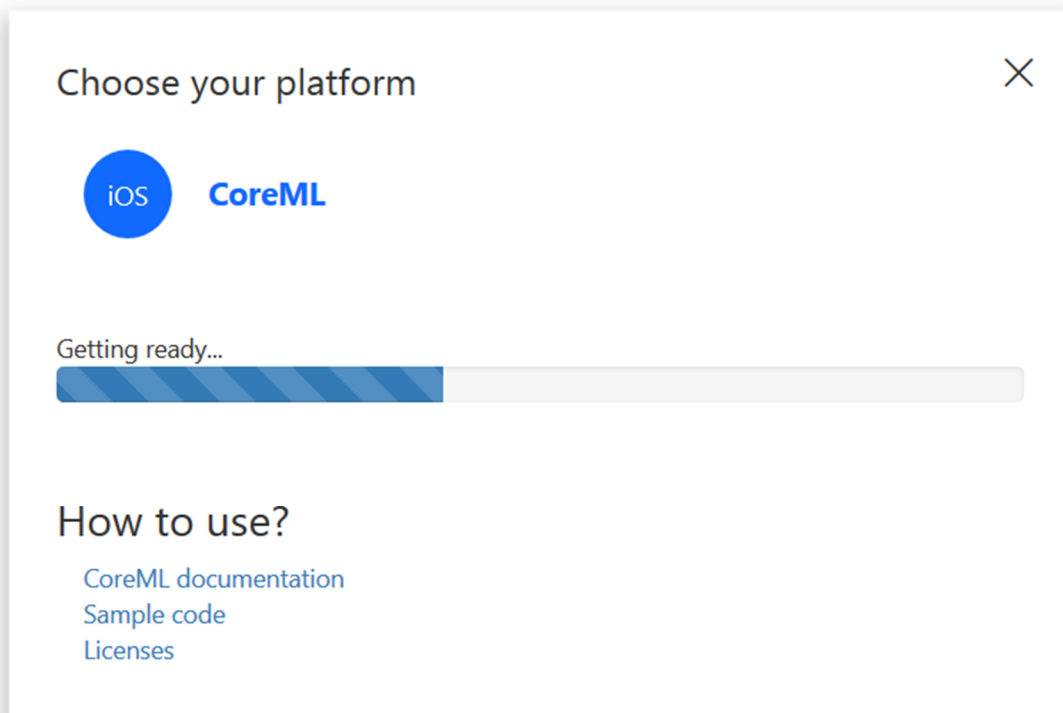 Choose your platform
iOS
CoreML
Getting ready...
How to use?
CoreML documentation
Sample code
Licenses